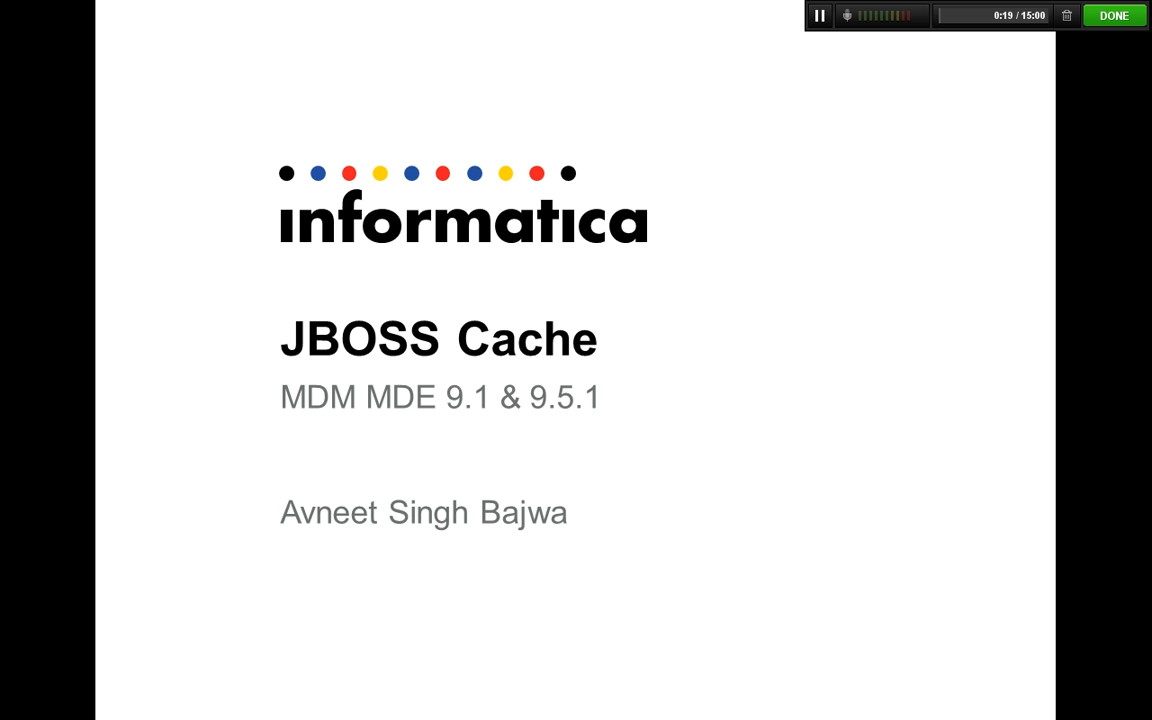 0:19 / 15:00
DONE
informatica
JBOSS Cache
MDM MDE 9.1 & 9.5.1
Avneet Singh Bajwa